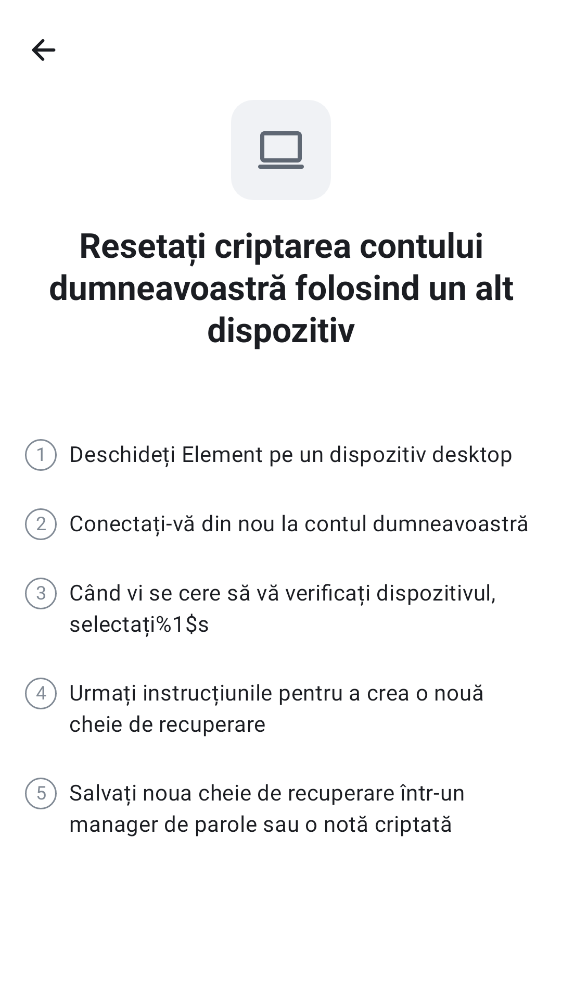 Resetați criptarea contului
dumneavoastră folosind un alt
dispozitiv
1 Deschideți Element pe un dispozitiv desktop
2 Conectați-vă din nou la contul dumneavoastră
3 Când vi se cere să vă verificați dispozitivul,
selectați%1$s
4 Urmați instrucțiunile pentru a crea o nouă
cheie de recuperare
5 Salvați noua cheie de recuperare într-un
manager de parole sau o notă criptată